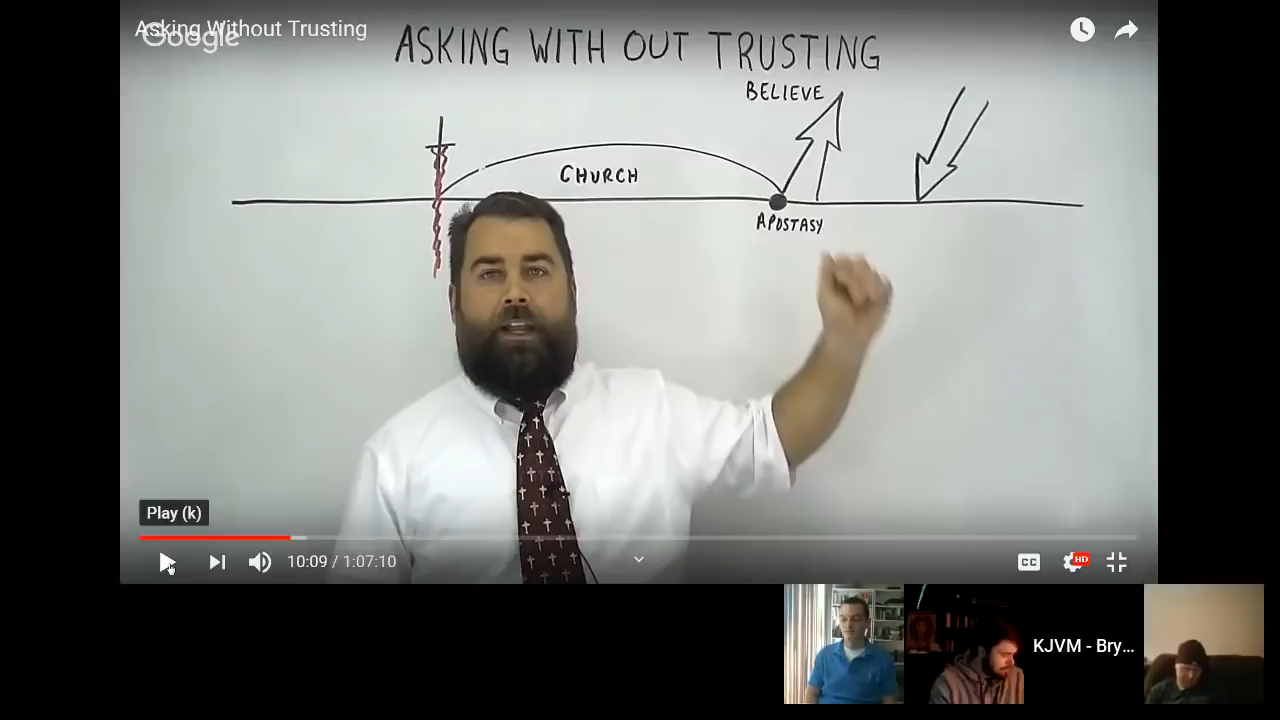 Asking Without Trusting
Google
ASKING WITH OUT TRUSTING
BELIEVE
CHURCH
APOSTASY
Play (k)
10:09 / 1:07:10
CC
HD
KJVM - Bry...